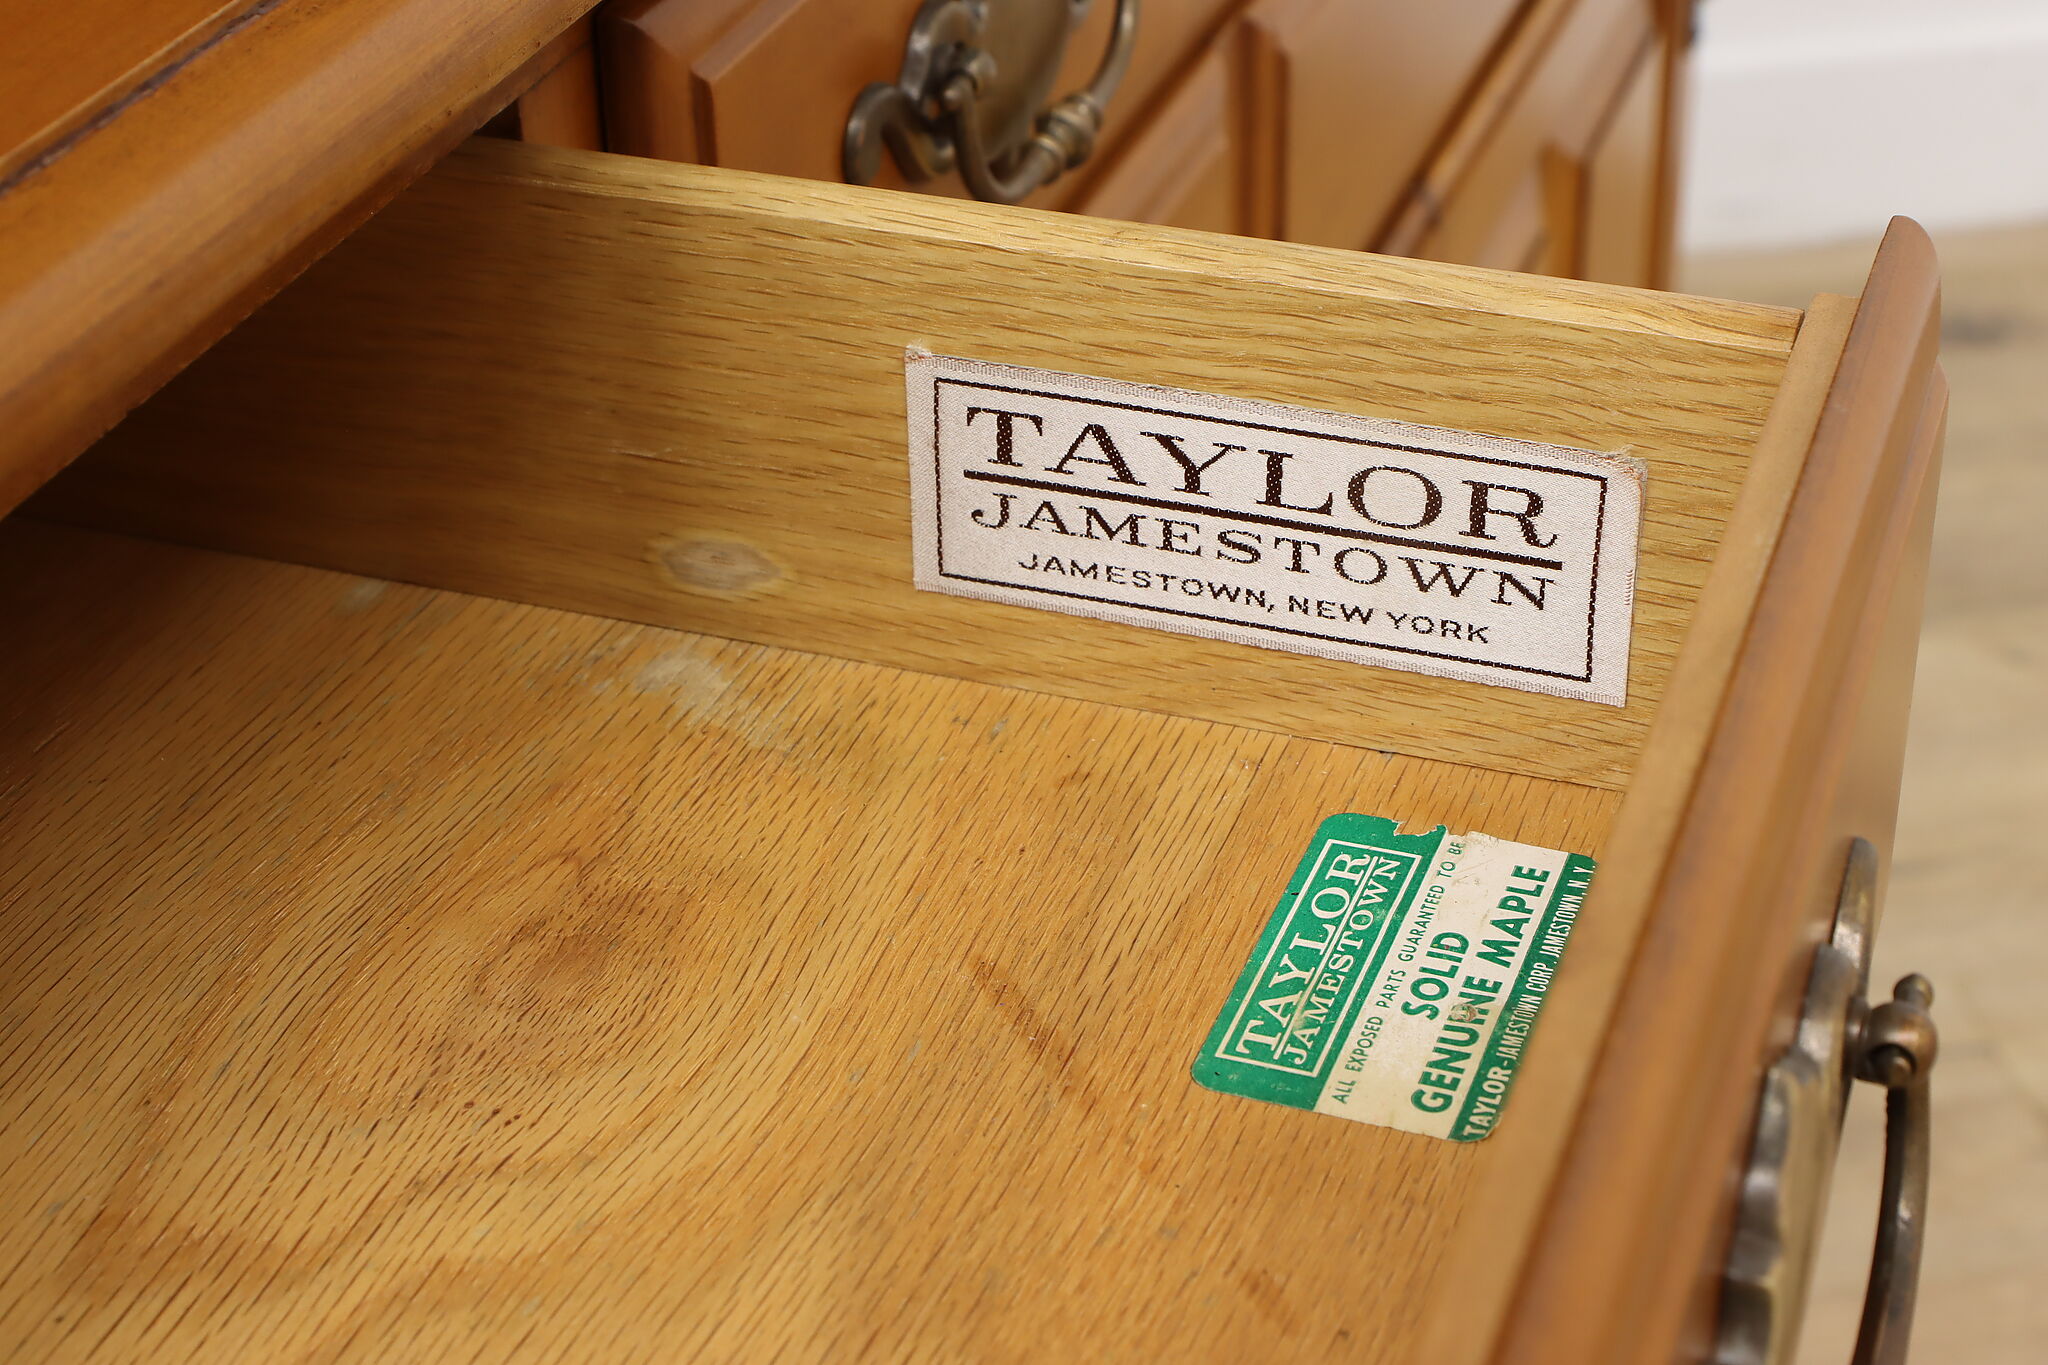 TAYLOR
JAMESTOWN
JAMESTOWN, NEW YORK
TAYLOR
JAMESTOWN
ALL EXPOSED PARTS GUARANTEED TO BE
SOLID
GENUINE MAPLE
TAYLOR-JAMESTOWN CORP. JAMESTOWN, N.Y.